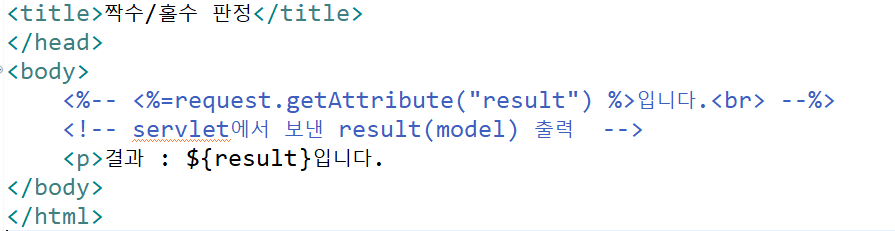 <title>짝수/홀수 판정</title>
</head>
<body>
<%-- <%=request.getAttribute("result") %>입니다.<br> --%>
<!-- servlet에서 보낸 result(model) 출력  -->
<p>결과 : ${result}입니다.
</body>
</html>